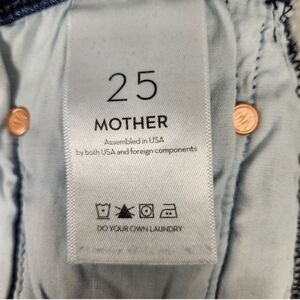 25
MOTHER
Assembled in USA
by both USA and foreign components
DO YOUR OWN LAUNDRY